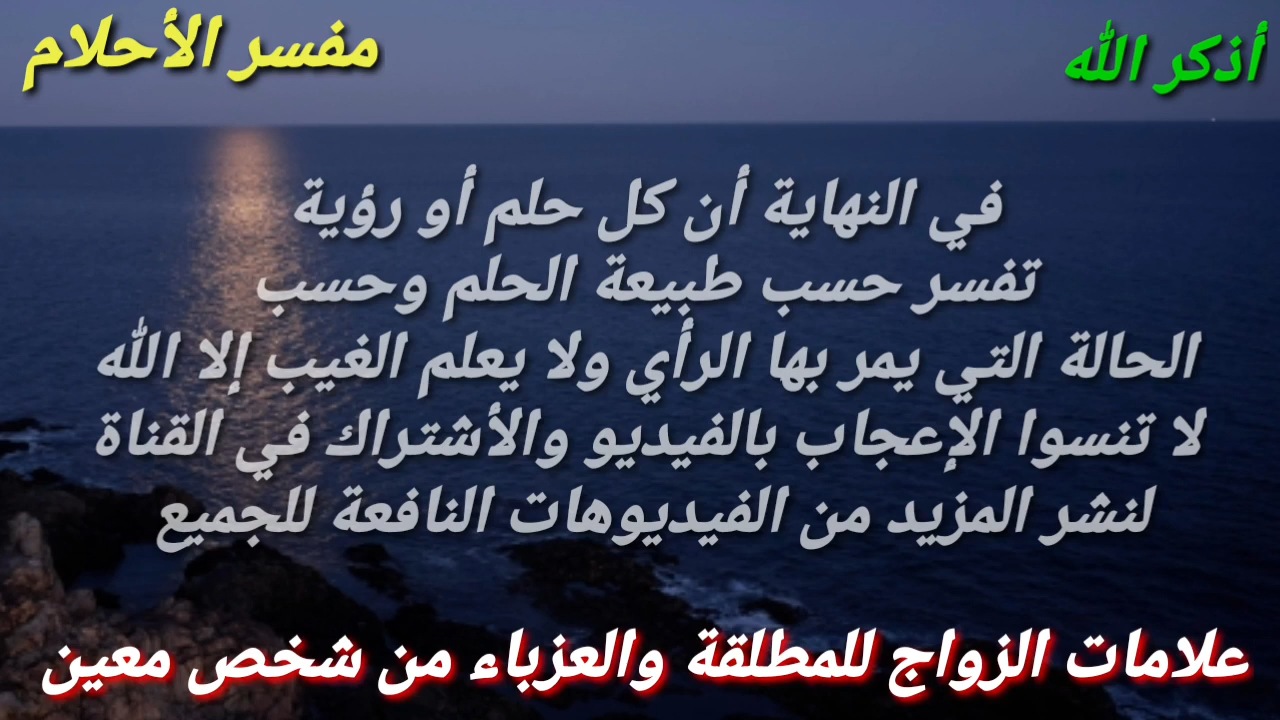 أذكر الله
مفسر الأحلام
في النهاية أن كل حلم أو رؤية
تفسر حسب طبيعة الحلم وحسب
الحالة التي يمر بها الرأي ولا يعلم الغيب إلا الله
لا تنسوا الإعجاب بالفيديو والأشتراك في القناة
لنشر المزيد من الفيديوهات النافعة للجميع
علامات الزواج للمطلقة والعزباء من شخص معين